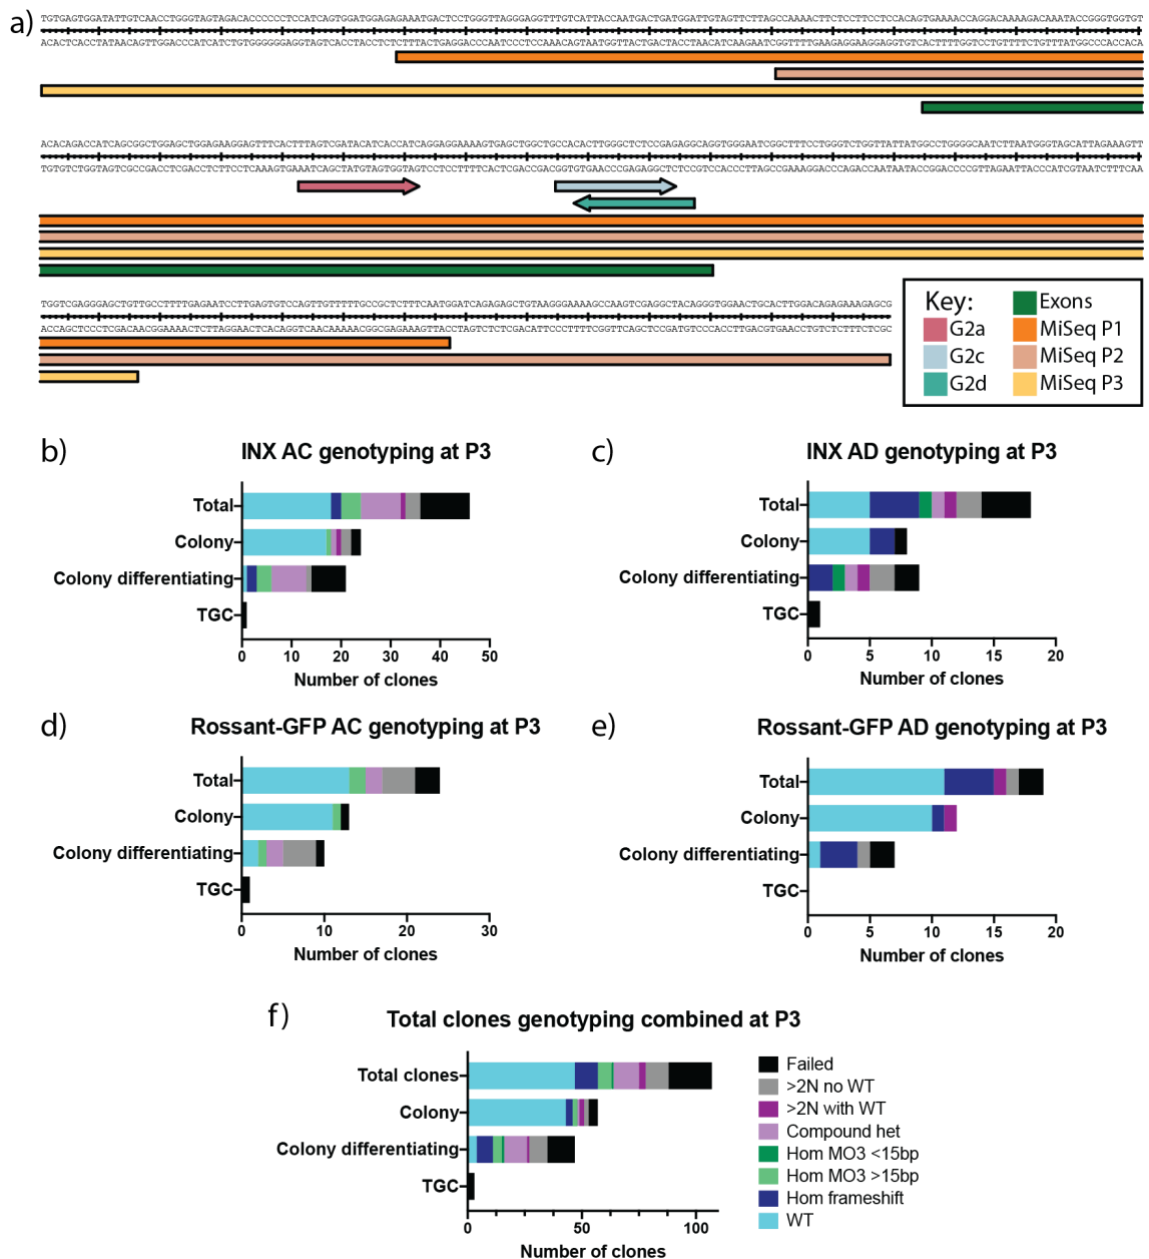 a)
TGTGAGTGGATATTGTCAACCTGGGTAGTAGACACCCCCCTCCATCAGTGGATGGAGAGAAATGACTCCTGGGTTAGGGAGGTTTGTCATTACCAATGACTGATGGATTGTAGTTCTTAGCCAAAACTTCTCCTTCCTCCACAGTGAAAACCAGGACAAAAGACAAATACCGGGTGGTGT
ACACTCACCTATAACAGTTGGACCCATCATCTGTGGGGGGAGGTAGTCACCTACCTCTCTTTACTGAGGACCCAATCCCTCCAAACAGTAATGGTTACTGACTACCTAACATCAAGAATCGGTTTTGAAGAGGAAGGAGGTGTCACTTTTGGTCCTGTTTTCTGTTTATGGCCCACCACA
ACACAGACCATCAGCGGCTGGAGCTGGAGAAGGAGTTTCACTTTAGTCGATACATCACCATCAGGAGGAAAAGTGAGCTGGCTGCCACACTTGGGCTCTCCGAGAGGCAGGTGGGAATCGGCTTTCCTGGGTCTGGTTATTATGGCCTGGGGCAATCTTAATGGGTAGCATTAGAAAGTT
TGTGTCTGGTAGTCGCCGACCTCGACCTCTTCCTCAAAGTGAAATCAGCTATGTAGTGGTAGTCCTCCTTTTCACTCGACCGACGGTGTGAACCCGAGAGGCTCTCCGTCCACCCTTAGCCGAAAGGACCCAGACCAATAATACCGGACCCCGTTAGAATTACCCATCGTAATCTTTCAA
TGGTCGAGGGAGCTGTTGCCTTTTGAGAATCCTTGAGTGTCCAGTTGTTTTTGCCGCTCTTTCAATGGATCAGAGAGCTGTAAGGGAAAAGCCAAGTCGAGGCTACAGGGTGGAACTGCACTTGGACAGAGAAAGAGCG
ACCAGCTCCCTCGACAACGGAAAACTCTTAGGAACTCACAGGTCAACAAAAACGGCGAGAAAGTTACCTAGTCTCTCGACATTCCCTTTTCGGTTCAGCTCCGATGTCCCACCTTGACGTGAACCTGTCTCTTTCTCGC
Key:
G2a
G2c
G2d
Exons
MiSeq P1
MiSeq P2
MiSeq P3
b)
INX AC genotyping at P3
Total
Colony
Colony differentiating
TGC
0 10 20 30 40 50
Number of clones
c)
INX AD genotyping at P3
Total
Colony
Colony differentiating
TGC
0 5 10 15 20
Number of clones
d)
Rossant-GFP AC genotyping at P3
Total
Colony
Colony differentiating
TGC
0 10 20 30
Number of clones
e)
Rossant-GFP AD genotyping at P3
Total
Colony
Colony differentiating
TGC
0 5 10 15 20
Number of clones
f)
Total clones genotyping combined at P3
Total clones
Colony
Colony differentiating
TGC
0 50 100
Number of clones
Failed
>2N no WT
>2N with WT
Compound het
Hom MO3 <15bp
Hom MO3 >15bp
Hom frameshift
WT